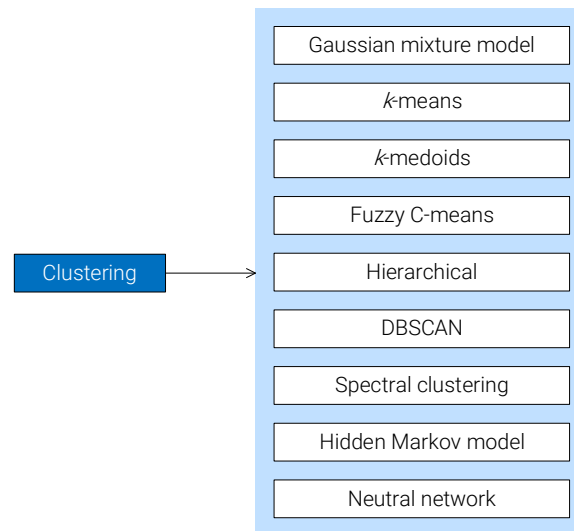 Gaussian mixture model
k-means
k-medoids
Fuzzy C-means
Clustering
Hierarchical
DBSCAN
Spectral clustering
Hidden Markov model
Neutral network